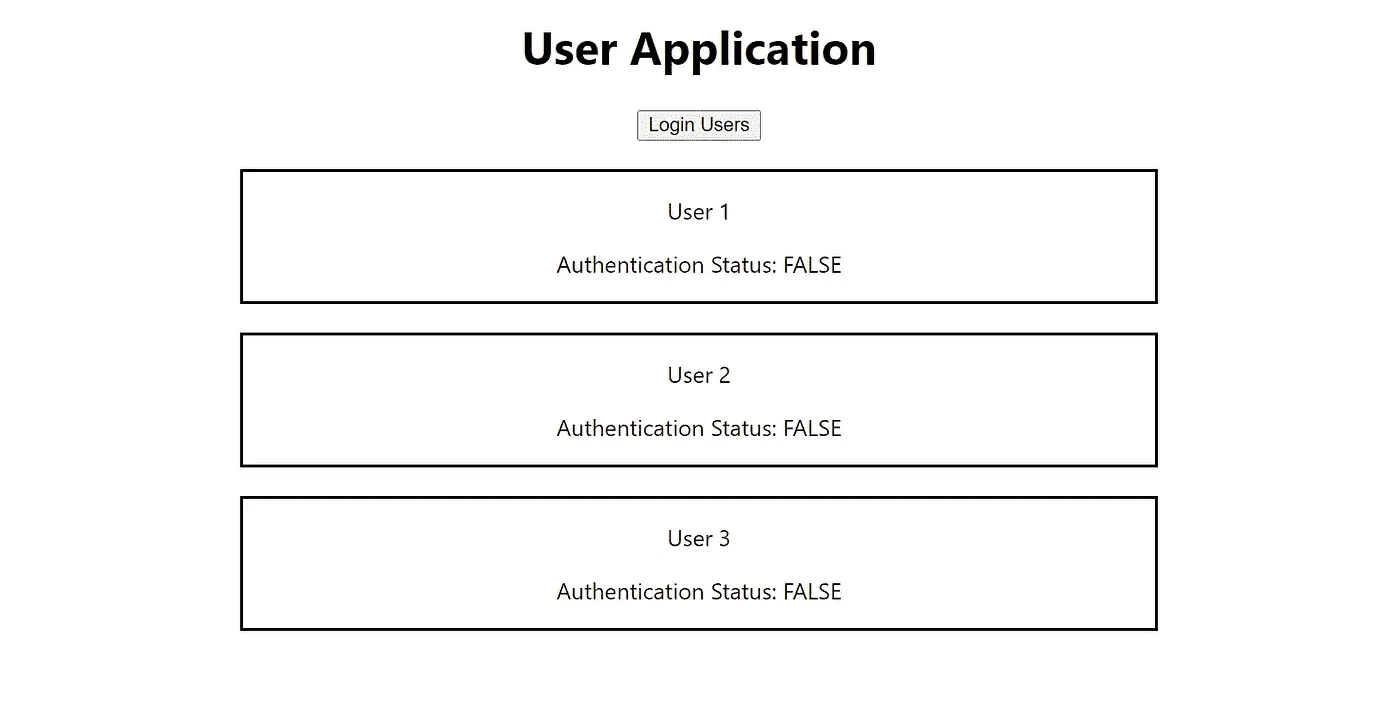 User Application
Login Users
User 1
Authentication Status: FALSE
User 2
Authentication Status: FALSE
User 3
Authentication Status: FALSE